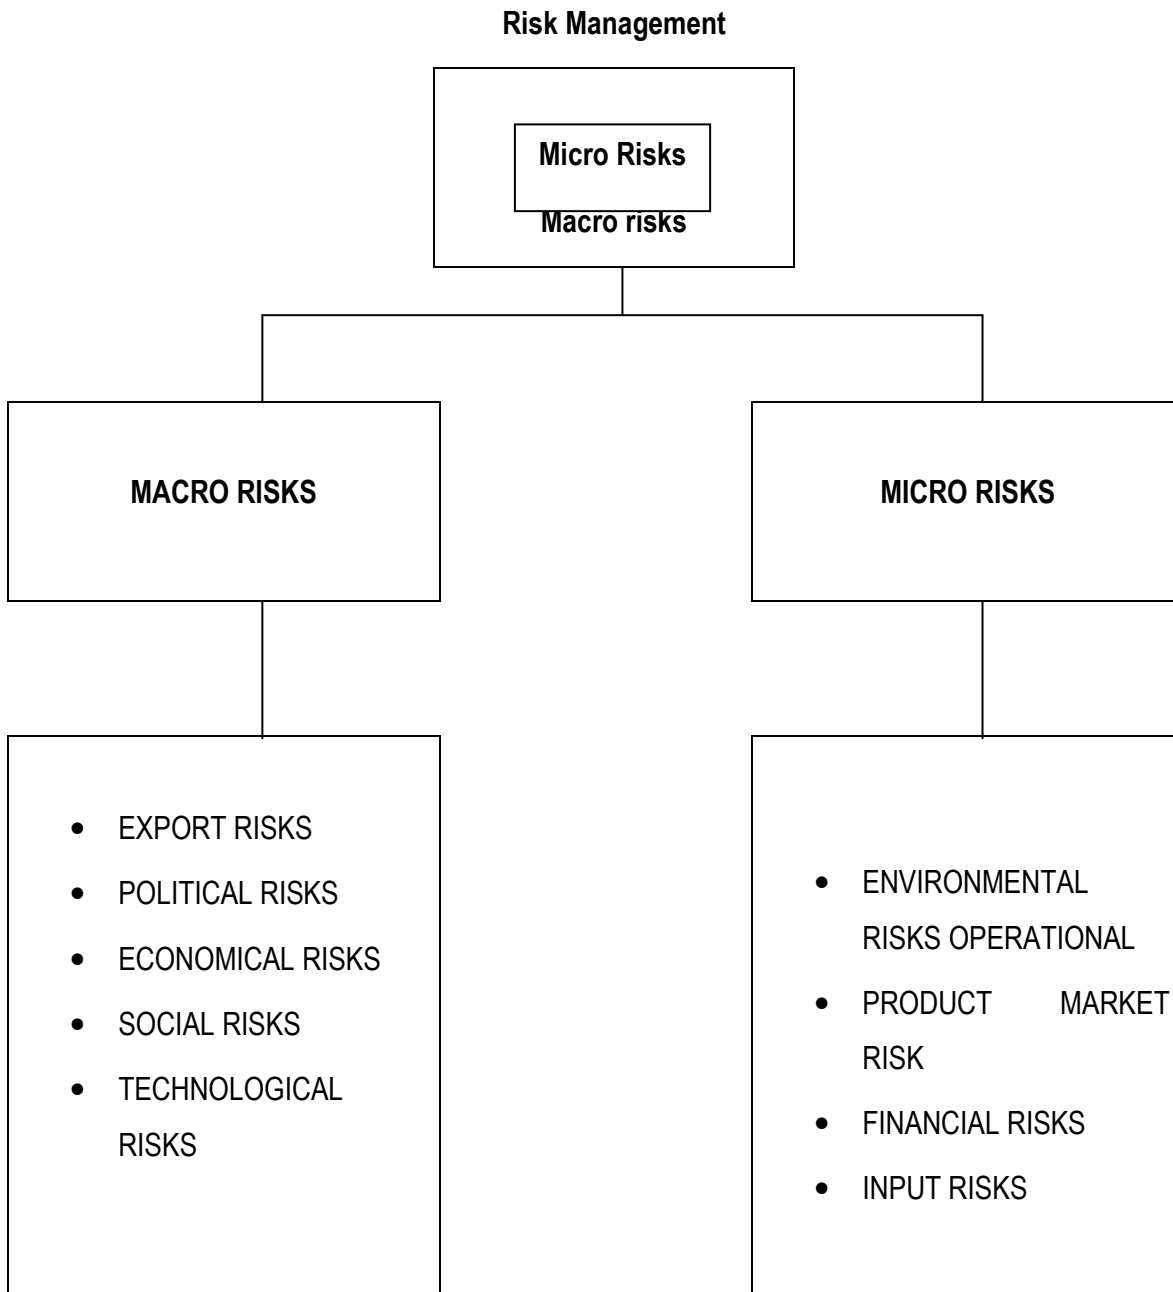 Risk Management
Micro Risks
Macro risks
MACRO RISKS
MICRO RISKS
• EXPORT RISKS
• POLITICAL RISKS
• ECONOMICAL RISKS
• SOCIAL RISKS
• TECHNOLOGICAL
RISKS
• ENVIRONMENTAL
RISKS OPERATIONAL
• PRODUCT MARKET
RISK
• FINANCIAL RISKS
• INPUT RISKS